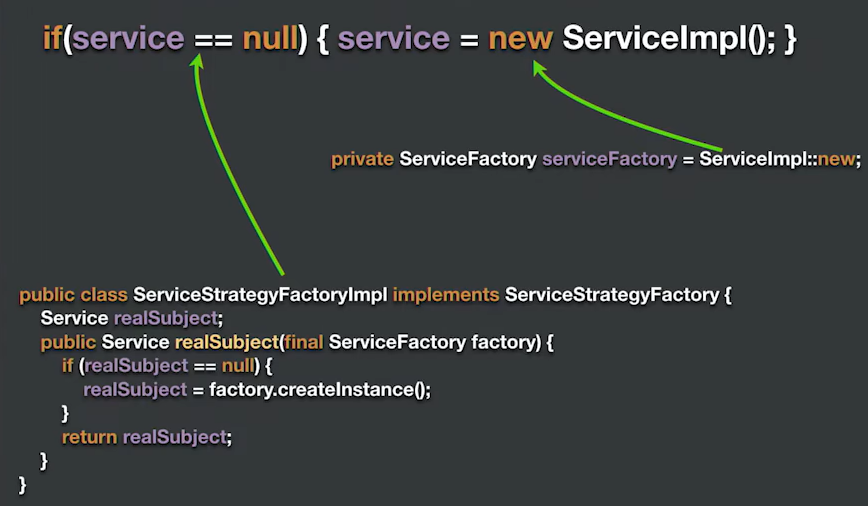 if(service == null) { service = new ServiceImpl(); }
private ServiceFactory serviceFactory = ServiceImpl::new;
public class ServiceStrategyFactoryImpl implements ServiceStrategyFactory {
Service realSubject;
public Service realSubject(final ServiceFactory factory) {
if (realSubject == null) {
realSubject = factory.createInstance();
}
return realSubject;
}
}